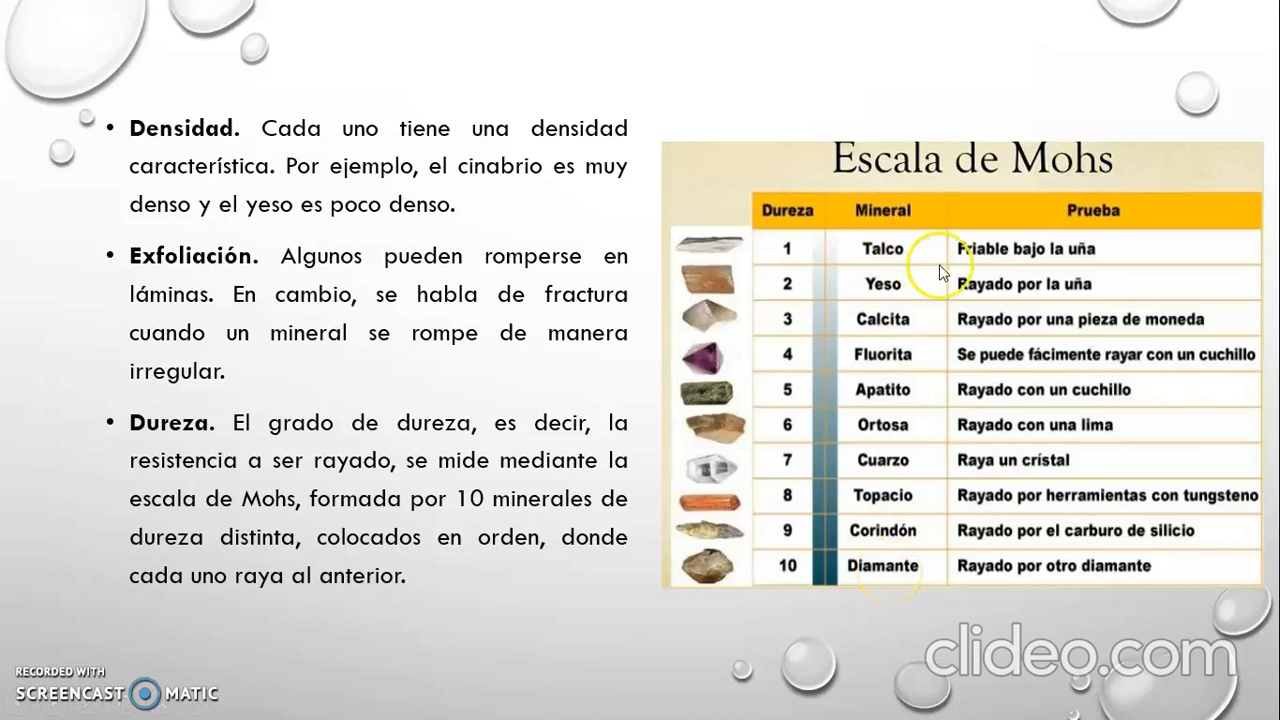 • Densidad. Cada uno tiene una densidad
característica. Por ejemplo, el cinabrio es muy
denso y el yeso es poco denso.
• Exfoliación. Algunos pueden romperse en
láminas. En cambio, se habla de fractura
cuando un mineral se rompe de manera
irregular.
• Dureza. El grado de dureza, es decir, la
resistencia a ser rayado, se mide mediante la
escala de Mohs, formada por 10 minerales de
dureza distinta, colocados en orden, donde
cada uno raya al anterior.
Escala de Mohs
Dureza Mineral Prueba
1 Talco Friable bajo la uña
2 Yeso Rayado por la uña
3 Calcita Rayado por una pieza de moneda
4 Fluorita Se puede fácimente rayar con un cuchillo
5 Apatito Rayado con un cuchillo
6 Ortosa Rayado con una lima
7 Cuarzo Raya un crístal
8 Topacio Rayado por herramientas con tungsteno
9 Corindón Rayado por el carburo de silicio
10 Diamante Rayado por otro diamante
clideo.com
RECORDED WITH
SCREENCAST MATIC